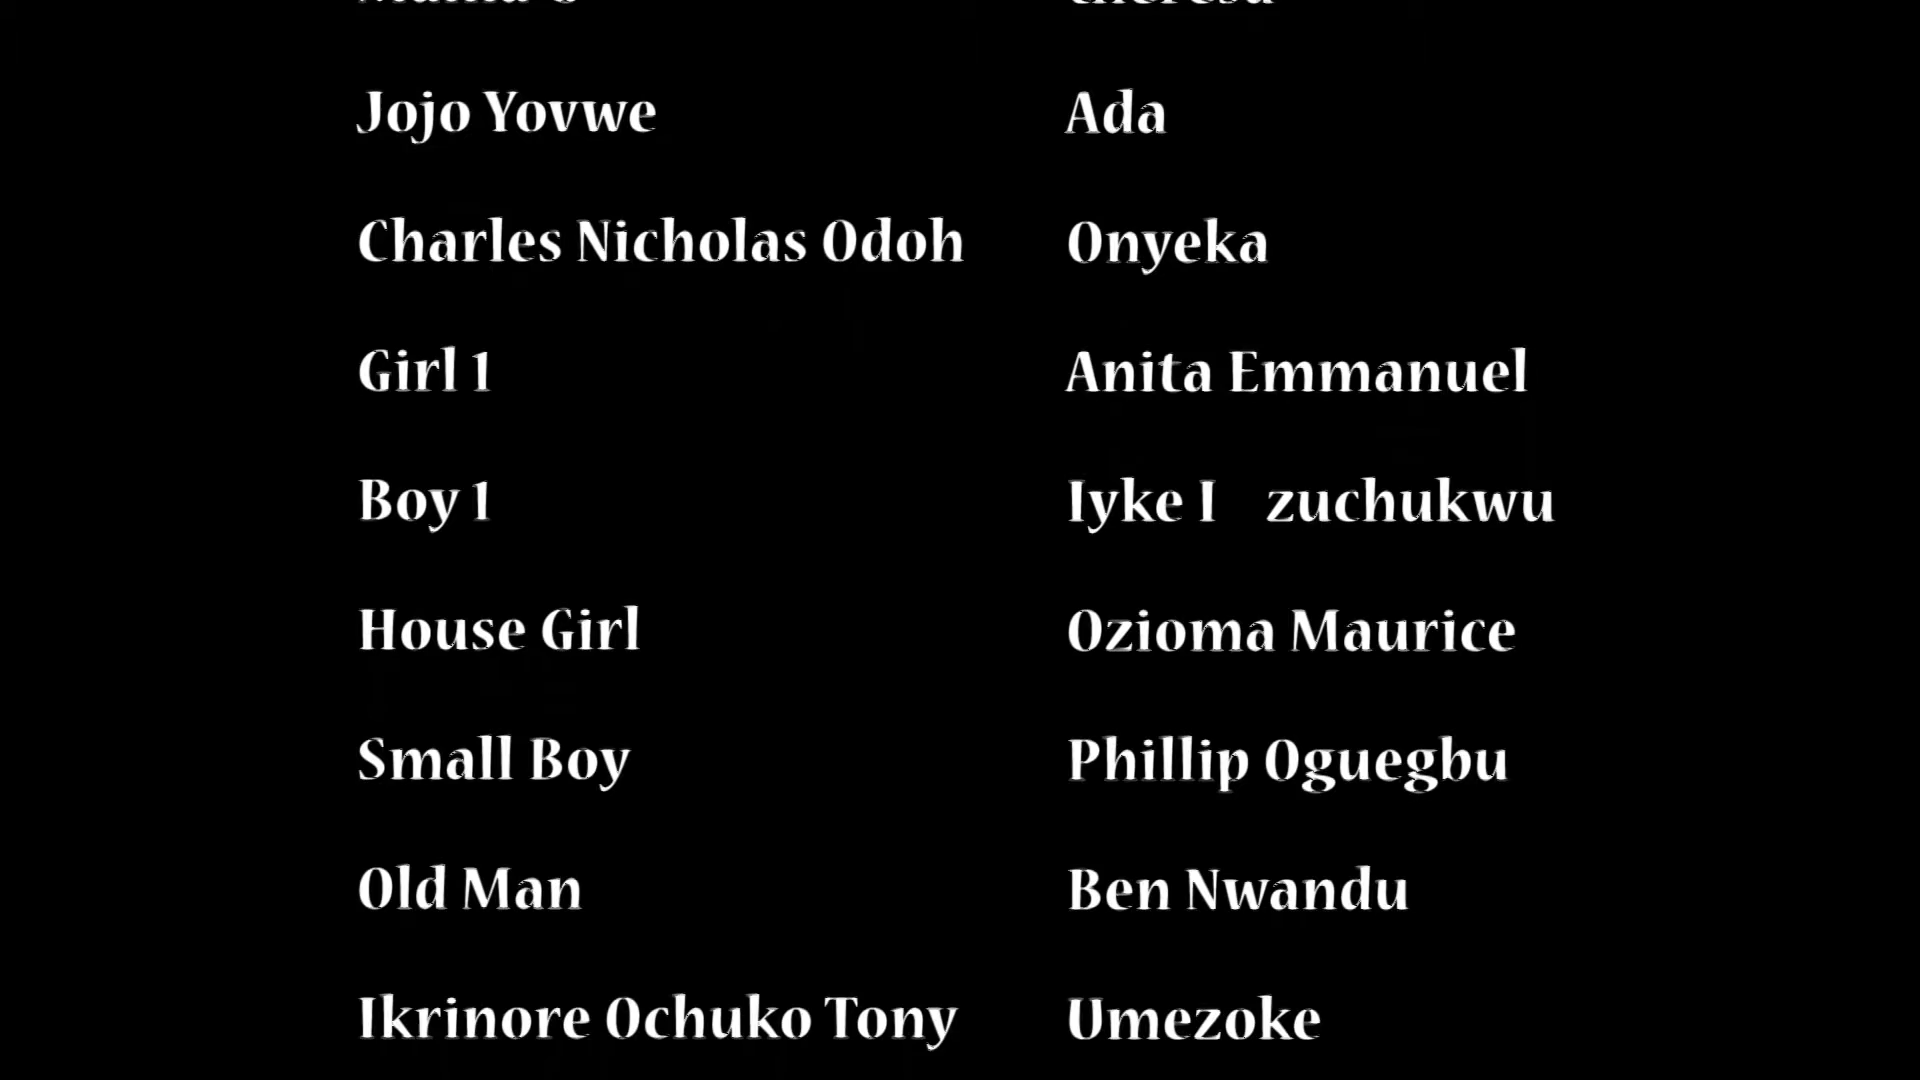 Jojo Yovwe Ada
Charles Nicholas Odoh Onyeka
Girl 1 Anita Emmanuel
Boy 1 Iyke I zuchukwu
House Girl Ozioma Maurice
Small Boy Phillip Oguegbu
Old Man Ben Nwandu
Ikrinore Ochuko Tony Umezoke